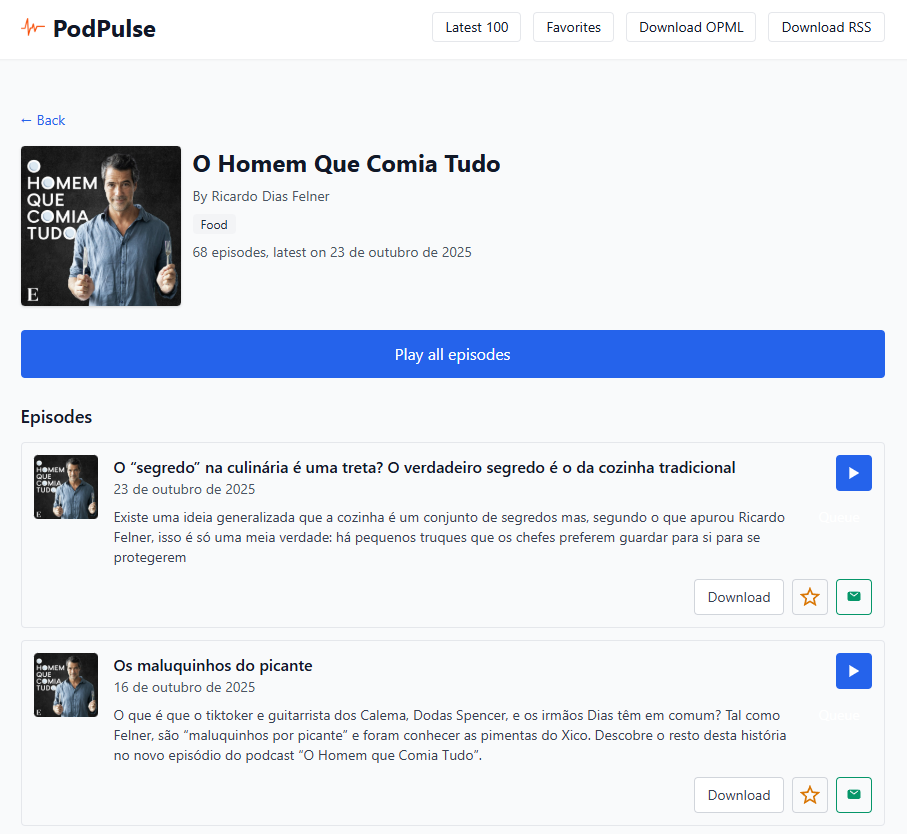 PodPulse
Latest 100
Favorites
Download OPML
Download RSS
← Back
O
HOMEM
QUE
COMIA
TUDO
E
O Homem Que Comia Tudo
By Ricardo Dias Felner
Food
68 episodes, latest on 23 de outubro de 2025
Play all episodes
Episodes
O HOMEM
QUE
COMIA
TUDO
E
O “segredo” na culinária é uma treta? O verdadeiro segredo é o da cozinha tradicional
23 de outubro de 2025
Existe uma ideia generalizada que a cozinha é um conjunto de segredos mas, segundo o que apurou Ricardo
Felner, isso é só uma meia verdade: há pequenos truques que os chefes preferem guardar para si para se
protegerem
Queue
Download
O HOMEM
QUE
COMIA
TUDO
E
Os maluquinhos do picante
16 de outubro de 2025
O que é que o tiktoker e guitarrista dos Calema, Dodas Spencer, e os irmãos Dias têm em comum? Tal como
Felner, são “maluquinhos por picante” e foram conhecer as pimentas do Xico. Descobre o resto desta história
no novo episódio do podcast “O Homem que Comia Tudo”.
Queue
Download